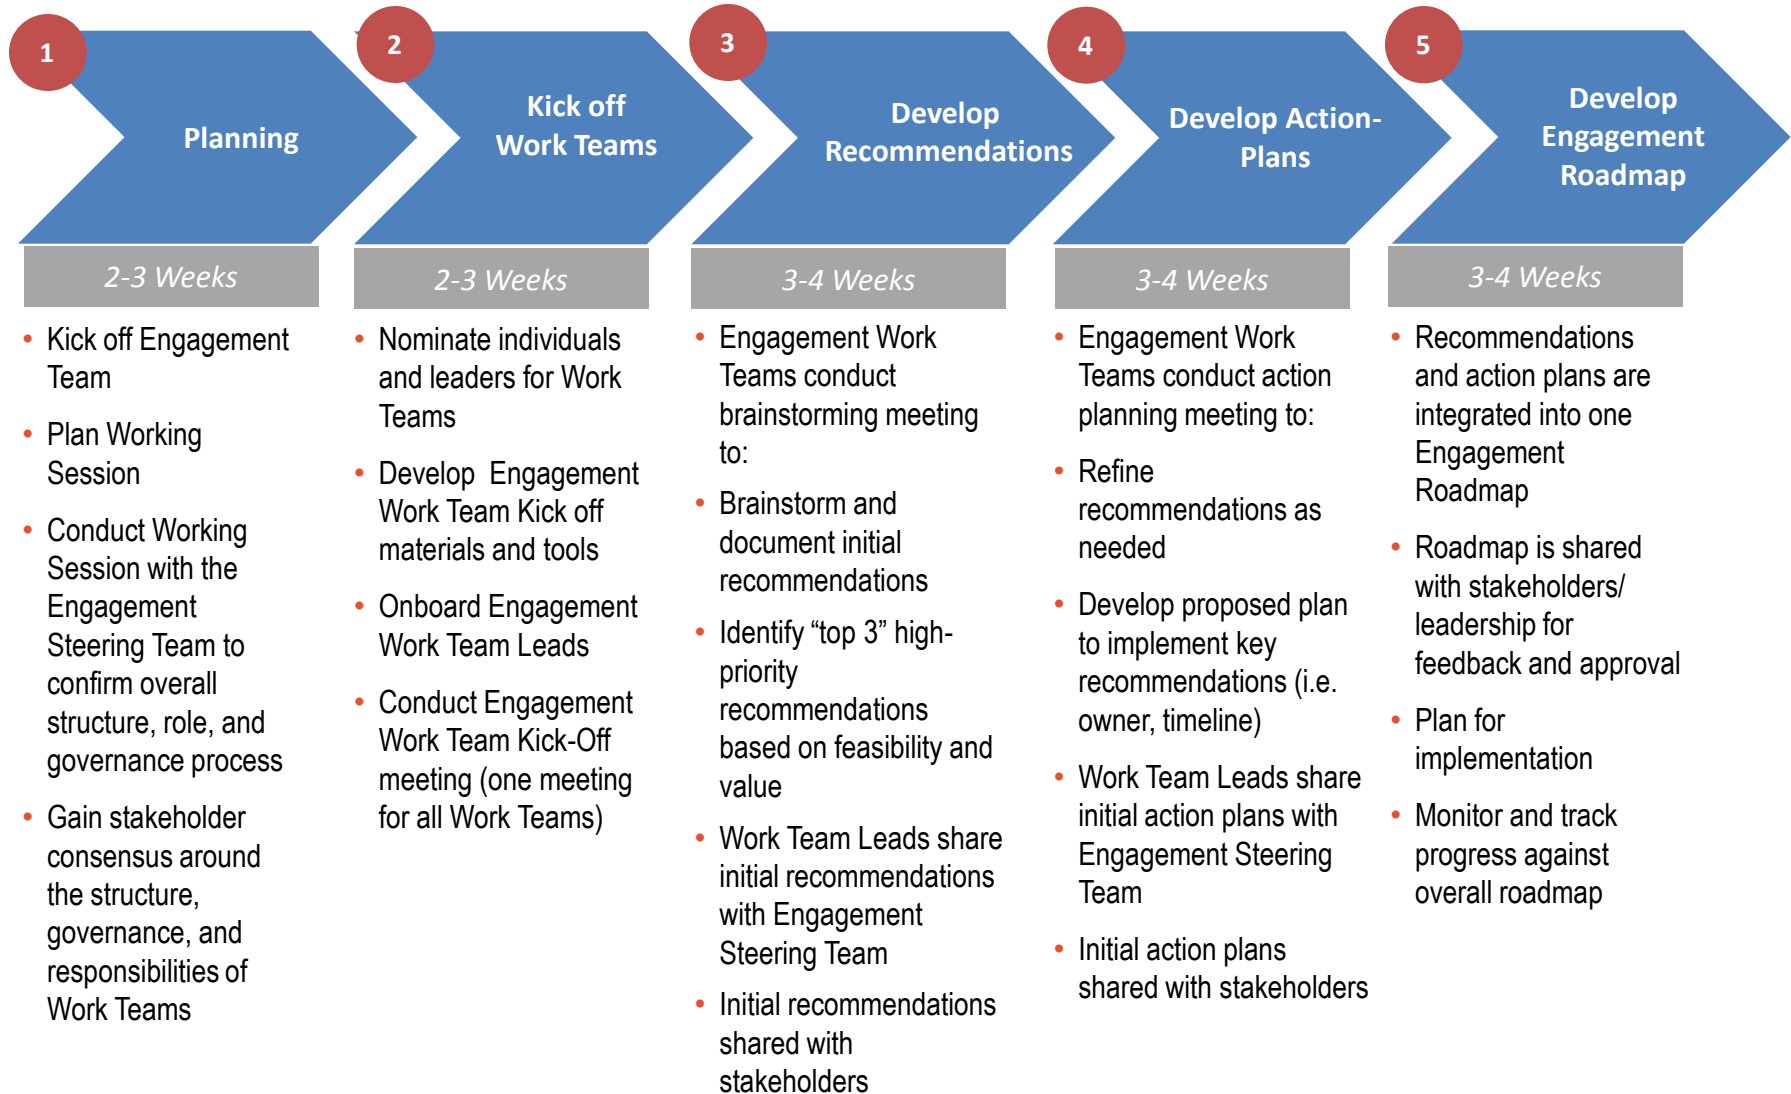 1
Planning
2-3 Weeks
• Kick off Engagement
Team
• Plan Working
Session
• Conduct Working
Session with the
Engagement
Steering Team to
confirm overall
structure, role, and
governance process
• Gain stakeholder
consensus around
the structure,
governance, and
responsibilities of
Work Teams
2
Kick off
Work Teams
2-3 Weeks
• Nominate individuals
and leaders for Work
Teams
• Develop  Engagement
Work Team Kick off
materials and tools
• Onboard Engagement
Work Team Leads
• Conduct Engagement
Work Team Kick-Off
meeting (one meeting
for all Work Teams)
3
Develop
Recommendations
3-4 Weeks
• Engagement Work
Teams conduct
brainstorming meeting
to:
• Brainstorm and
document initial
recommendations
• Identify “top 3” high-
priority
recommendations
based on feasibility and
value
• Work Team Leads share
initial recommendations
with Engagement
Steering Team
• Initial recommendations
shared with
stakeholders
4
Develop Action-
Plans
3-4 Weeks
• Engagement Work
Teams conduct action
planning meeting to:
• Refine
recommendations as
needed
• Develop proposed plan
to implement key
recommendations (i.e.
owner, timeline)
• Work Team Leads share
initial action plans with
Engagement Steering
Team
• Initial action plans
shared with stakeholders
5
Develop
Engagement
Roadmap
3-4 Weeks
• Recommendations
and action plans are
integrated into one
Engagement
Roadmap
• Roadmap is shared
with stakeholders/
leadership for
feedback and approval
• Plan for
implementation
• Monitor and track
progress against
overall roadmap